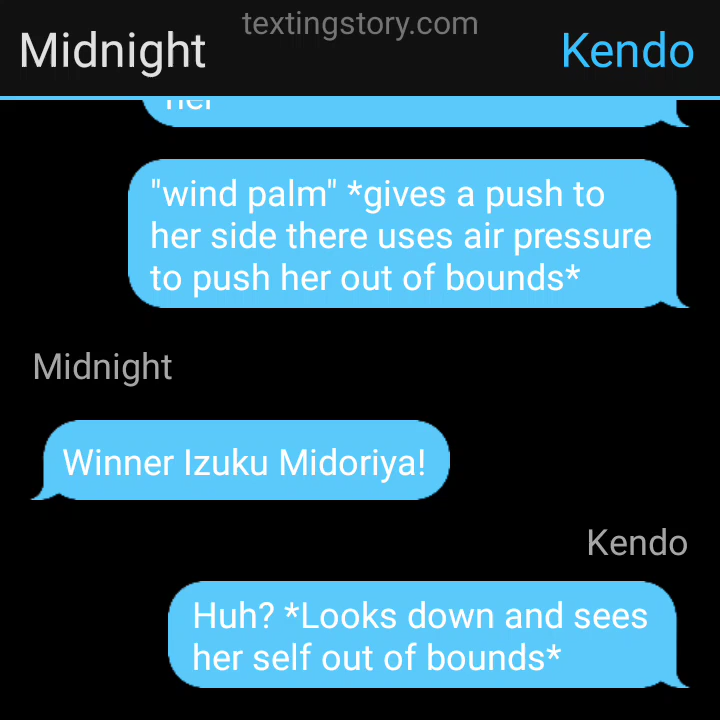 textingstory.com
Midnight
Kendo
her
"wind palm" *gives a push to
her side there uses air pressure
to push her out of bounds*
Midnight
Winner Izuku Midoriya!
Kendo
Huh? *Looks down and sees
her self out of bounds*